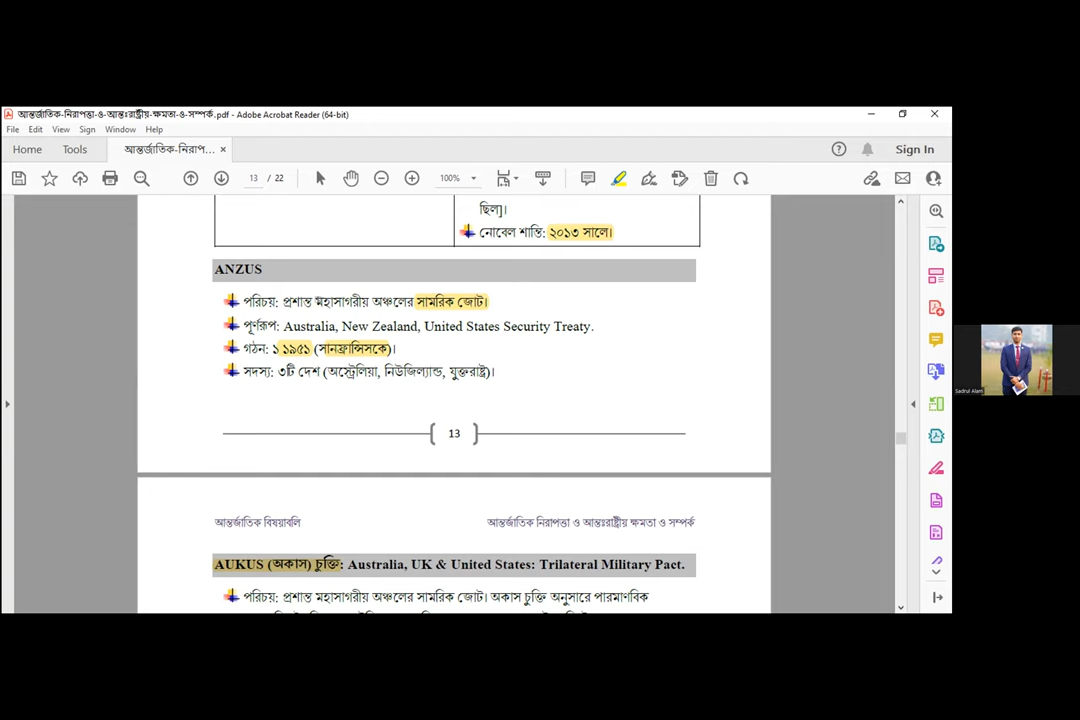 আন্তর্জাতিক-নিরাপত্তা-ও-আন্তঃরাষ্ট্রীয়-ক্ষমতা-ও-সম্পর্ক.pdf - Adobe Acrobat Reader (64-bit)
File Edit View Sign Window Help
Home Tools আন্তর্জাতিক-নিরাপ... × Sign In
13 / 22 100%
ছিল]।
নোবেল শান্তি: ২০১৩ সালে।
ANZUS
পরিচয়: প্রশান্ত মহাসাগরীয় অঞ্চলের সামরিক জোট।
পূর্ণরূপ: Australia, New Zealand, United States Security Treaty.
গঠন: ১ ১৯৫১ (সানফ্রান্সিসকে)।
সদস্য: ৩টি দেশ (অস্ট্রেলিয়া, নিউজিল্যান্ড, যুক্তরাষ্ট্র)।
13
আন্তর্জাতিক বিষয়াবলি আন্তর্জাতিক নিরাপত্তা ও আন্তঃরাষ্ট্রীয় ক্ষমতা ও সম্পর্ক
AUKUS (অকাস) চুক্তি: Australia, UK & United States: Trilateral Military Pact.
পরিচয়: প্রশান্ত মহাসাগরীয় অঞ্চলের সামরিক জোট। অকাস চুক্তি অনুসারে পারমাণবিক
Sadrul Alam